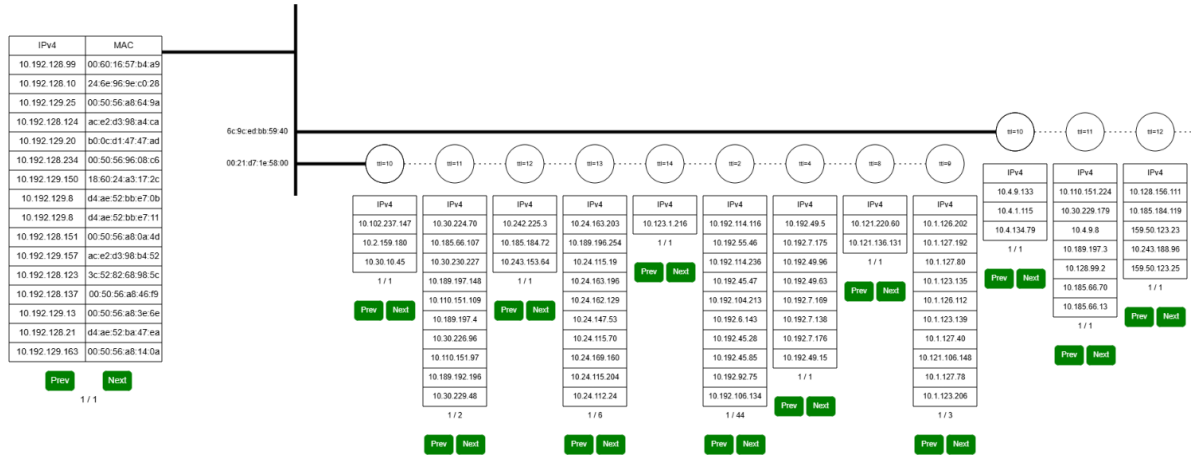 IPv4 MAC
10.192.128.99 00:60:16:57:b4:a9
10.192.128.10 24:6e:96:9e:c0:28
10.192.129.25 00:50:56:a8:64:9a
10.192.128.124 ac:e2:d3:98:a4:ca
10.192.129.20 b0:0c:d1:47:47:ad
10.192.128.234 00:50:56:96:08:c6
10.192.129.150 18:60:24:a3:17:2c
10.192.129.8 d4:ae:52:bb:e7:0b
10.192.129.8 d4:ae:52:bb:e7:11
10.192.128.151 00:50:56:a8:0a:4d
10.192.129.157 ac:e2:d3:98:b4:52
10.192.128.123 3c:52:82:68:98:5c
10.192.128.137 00:50:56:a8:46:f9
10.192.129.13 00:50:56:a8:3e:6e
10.192.128.21 d4:ae:52:ba:47:ea
10.192.129.163 00:50:56:a8:14:0a
Prev Next
1 / 1
6c:9c:ed:bb:59:40
00:21:d7:1e:58:00
ttl=10
IPv4
10.102.237.147
10.2.159.180
10.30.10.45
1 / 1
Prev Next
ttl=11
IPv4
10.30.224.70
10.185.66.107
10.30.230.227
10.189.197.148
10.110.151.109
10.189.197.4
10.30.226.96
10.110.151.97
10.189.192.196
10.30.229.48
1 / 2
Prev Next
ttl=12
IPv4
10.242.225.3
10.185.184.72
10.243.153.64
1 / 1
Prev Next
ttl=13
IPv4
10.24.163.203
10.189.196.254
10.24.115.19
10.24.163.196
10.24.162.129
10.24.147.53
10.24.115.70
10.24.169.160
10.24.115.204
10.24.112.24
1 / 6
Prev Next
ttl=14
IPv4
10.123.1.216
1 / 1
Prev Next
ttl=2
IPv4
10.192.114.116
10.192.55.46
10.192.114.236
10.192.45.47
10.192.104.213
10.192.6.143
10.192.45.28
10.192.45.85
10.192.92.75
10.192.106.134
1 / 44
Prev Next
ttl=4
IPv4
10.192.49.5
10.192.7.175
10.192.49.96
10.192.49.63
10.192.7.169
10.192.7.138
10.192.7.176
10.192.49.15
1 / 1
Prev Next
ttl=8
IPv4
10.121.220.60
10.121.136.131
1 / 1
Prev Next
ttl=9
IPv4
10.1.126.202
10.1.127.192
10.1.127.80
10.1.123.135
10.1.126.112
10.1.123.139
10.1.127.40
10.121.106.148
10.1.127.78
10.1.123.206
1 / 3
Prev Next
ttl=10
IPv4
10.4.9.133
10.4.1.115
10.4.134.79
1 / 1
Prev Next
ttl=11
IPv4
10.110.151.224
10.30.229.179
10.4.9.8
10.189.197.3
10.128.99.2
10.185.66.70
10.185.66.13
1 / 1
Prev Next
ttl=12
IPv4
10.128.156.111
10.185.184.119
159.50.123.23
10.243.188.96
159.50.123.25
1 / 1
Prev Next